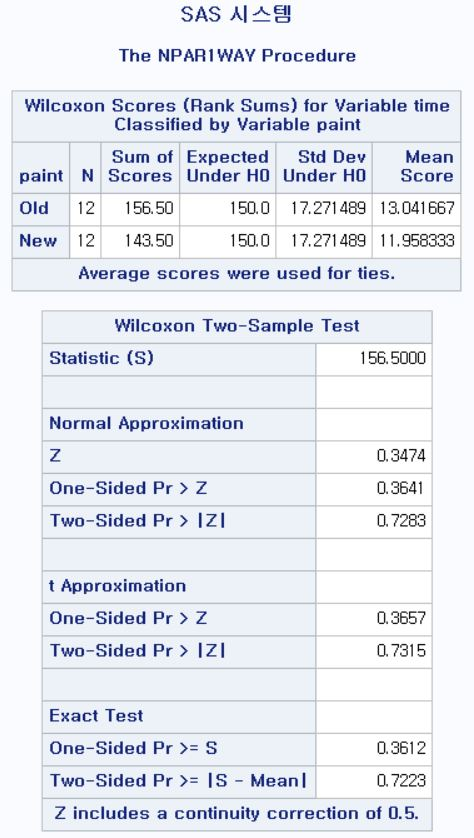 SAS 시스템
The NPAR1WAY Procedure
Wilcoxon Scores (Rank Sums) for Variable time
Classified by Variable paint
paint N Sum of Scores Expected Under H0 Std Dev Under H0 Mean Score
Old 12 156.50 150.0 17.271489 13.041667
New 12 143.50 150.0 17.271489 11.958333
Average scores were used for ties.
Wilcoxon Two-Sample Test
Statistic (S) 156.5000
Normal Approximation
Z 0.3474
One-Sided Pr > Z 0.3641
Two-Sided Pr > |Z| 0.7283
t Approximation
One-Sided Pr > Z 0.3657
Two-Sided Pr > |Z| 0.7315
Exact Test
One-Sided Pr >= S 0.3612
Two-Sided Pr >= |S - Mean| 0.7223
Z includes a continuity correction of 0.5.